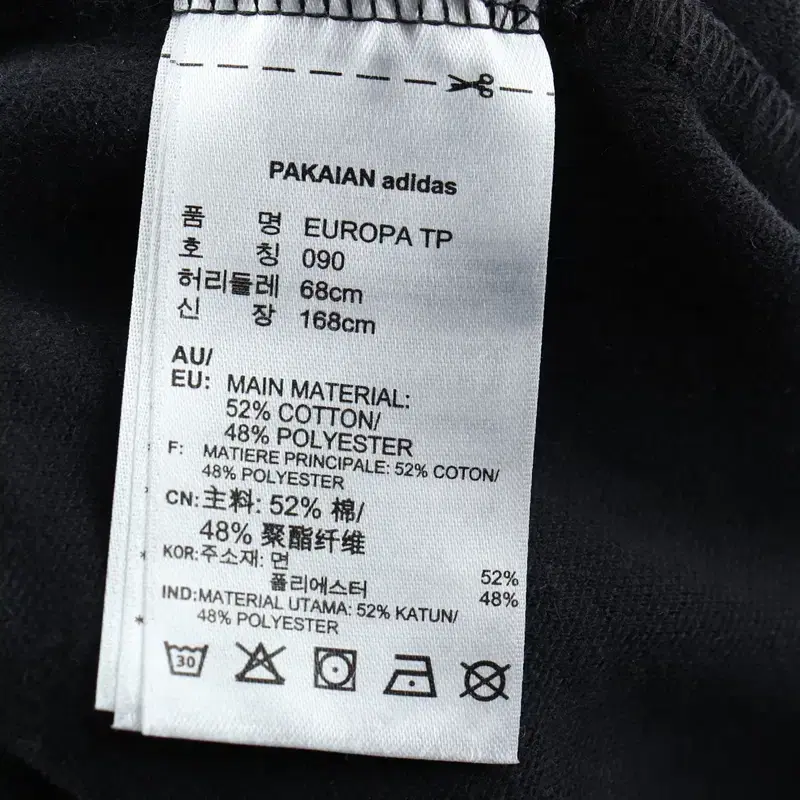 PAKAIAN adidas
품 명 EUROPA TP
호 칭 090
허리둘레 68cm
신 장 168cm
AU/
EU: MAIN MATERIAL:
52% COTTON/
48% POLYESTER
F: MATIERE PRINCIPALE: 52% COTON/
48% POLYESTER
CN: 主料: 52% 棉/
48% 聚酯纤维
KOR: 주소재: 면 52%
폴리에스터 48%
IND: MATERIAL UTAMA: 52% KATUN/
48% POLYESTER
30